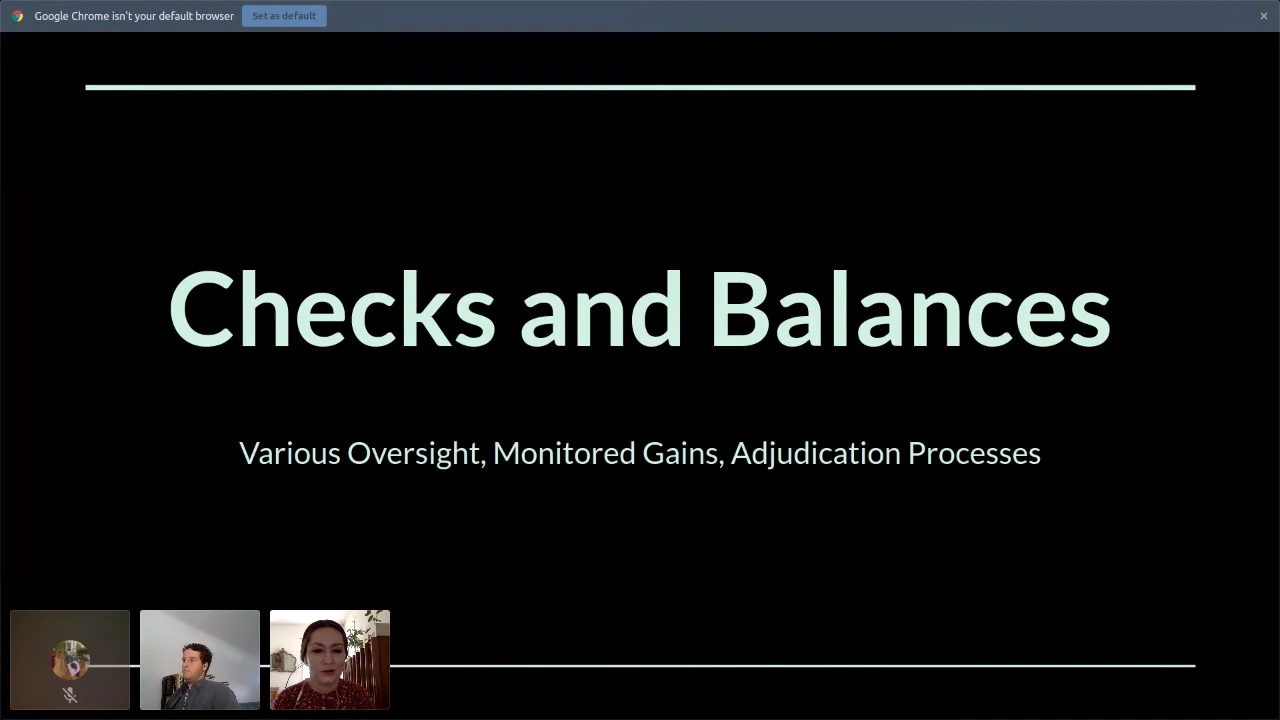 Google Chrome isn't your default browser Set as default
Checks and Balances
Various Oversight, Monitored Gains, Adjudication Processes